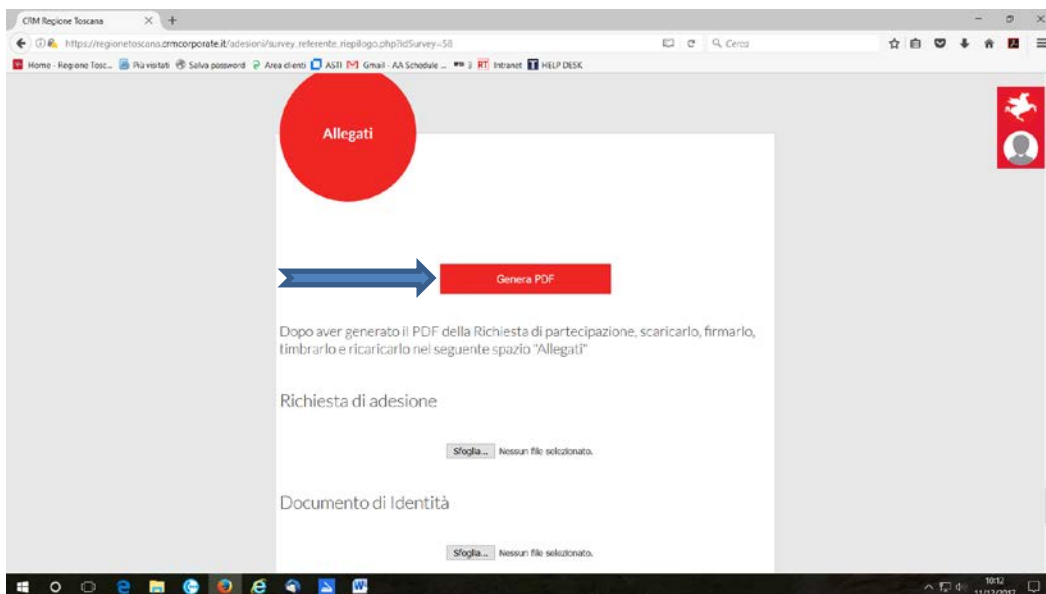 CRM Regione Toscana
https://regionetoscana.crmcorporate.it/adesioni/survey_referente_riepilogo.php?idSurvey=58
Cerca
Home - Regione Tosc... Più visitati Salva password Area clienti ASTI Gmail - AA Schedule ... Intranet HELP DESK
Allegati
Genera PDF
Dopo aver generato il PDF della Richiesta di partecipazione, scaricarlo, firmarlo,
timbrarlo e ricaricarlo nel seguente spazio "Allegati"
Richiesta di adesione
Sfoglia... Nessun file selezionato.
Documento di Identità
Sfoglia... Nessun file selezionato.
10:12
11/12/2017